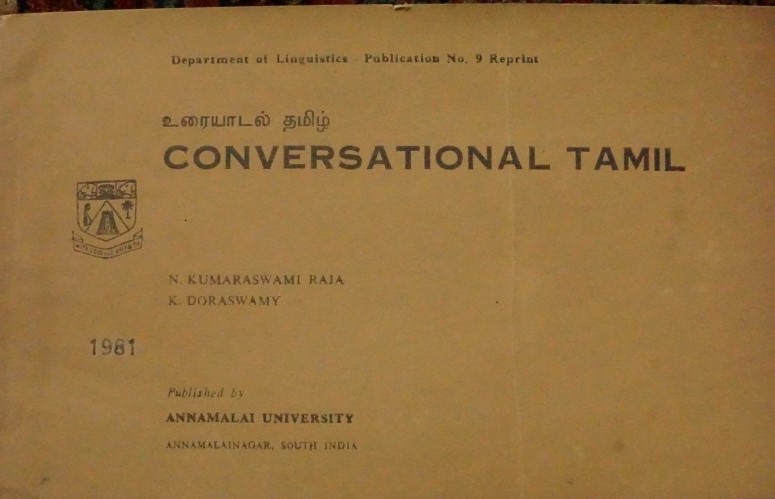 Department of Linguistics - Publication No. 9 Reprint
உரையாடல் தமிழ்
CONVERSATIONAL TAMIL
N. KUMARASWAMI RAJA
K. DORASWAMY
1981
Published by
ANNAMALAI UNIVERSITY
ANNAMALAINAGAR, SOUTH INDIA